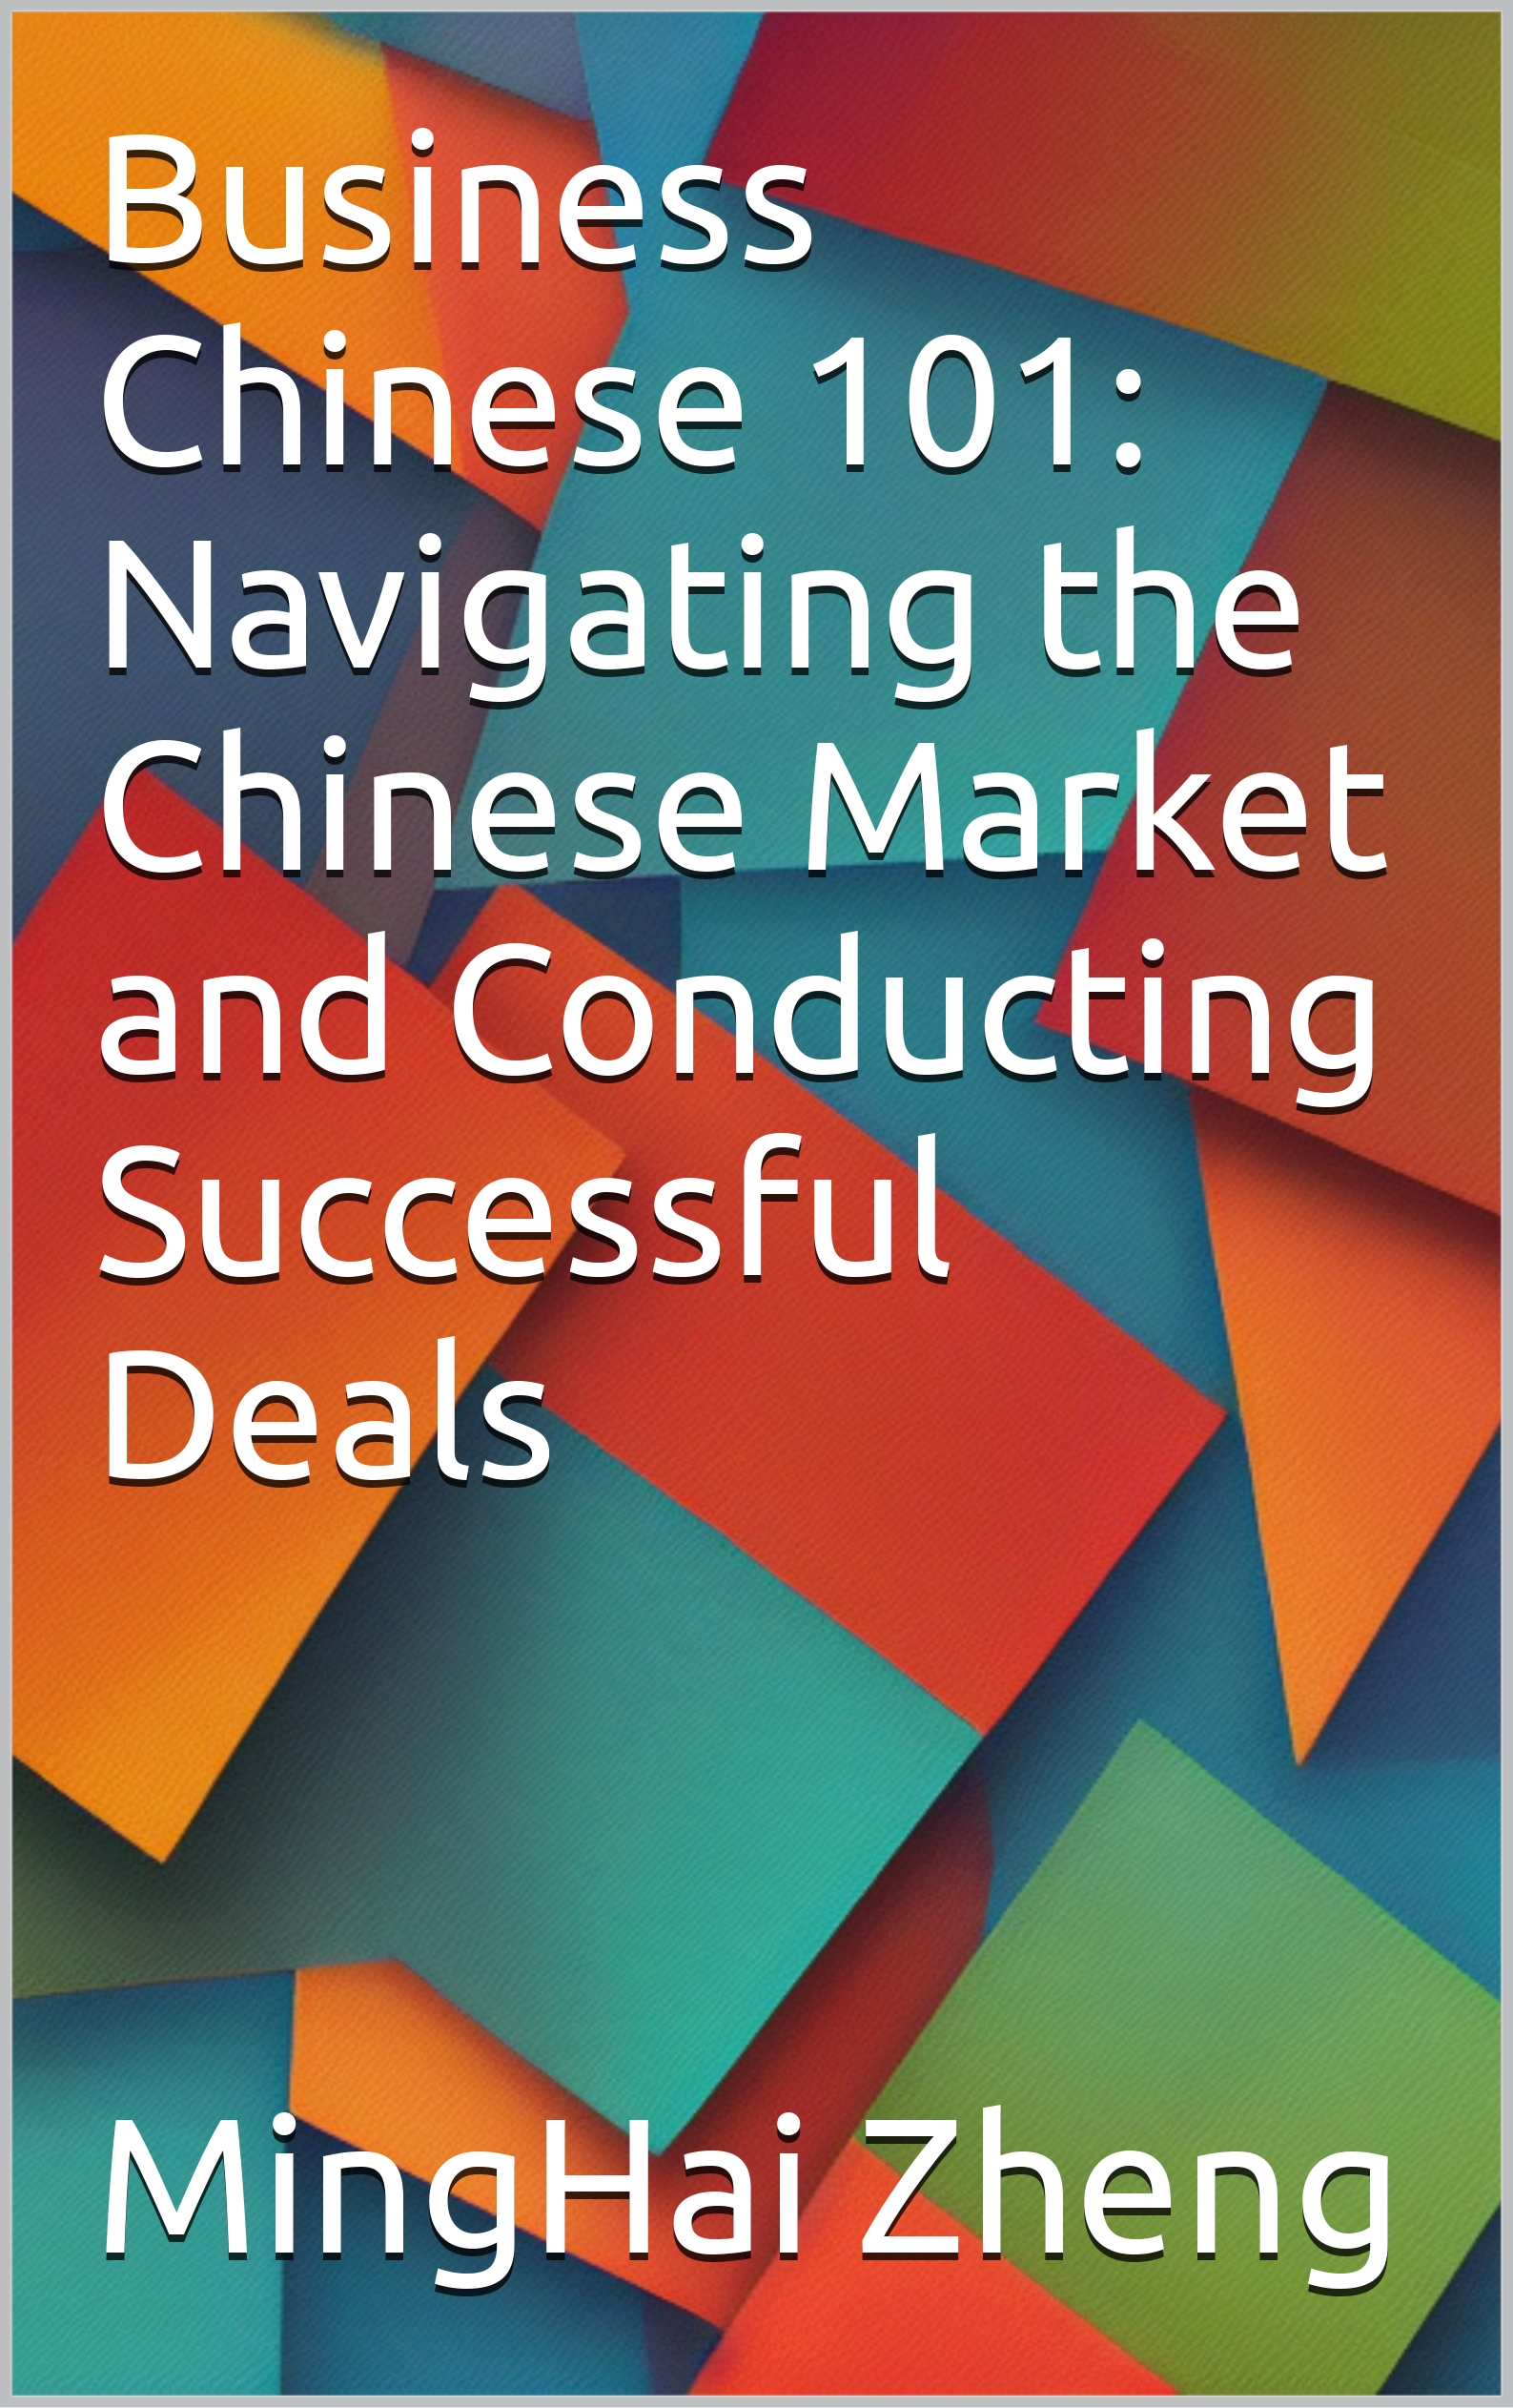 Business
Chinese 101:
Navigating the
Chinese Market
and Conducting
Successful
Deals
MingHai Zheng